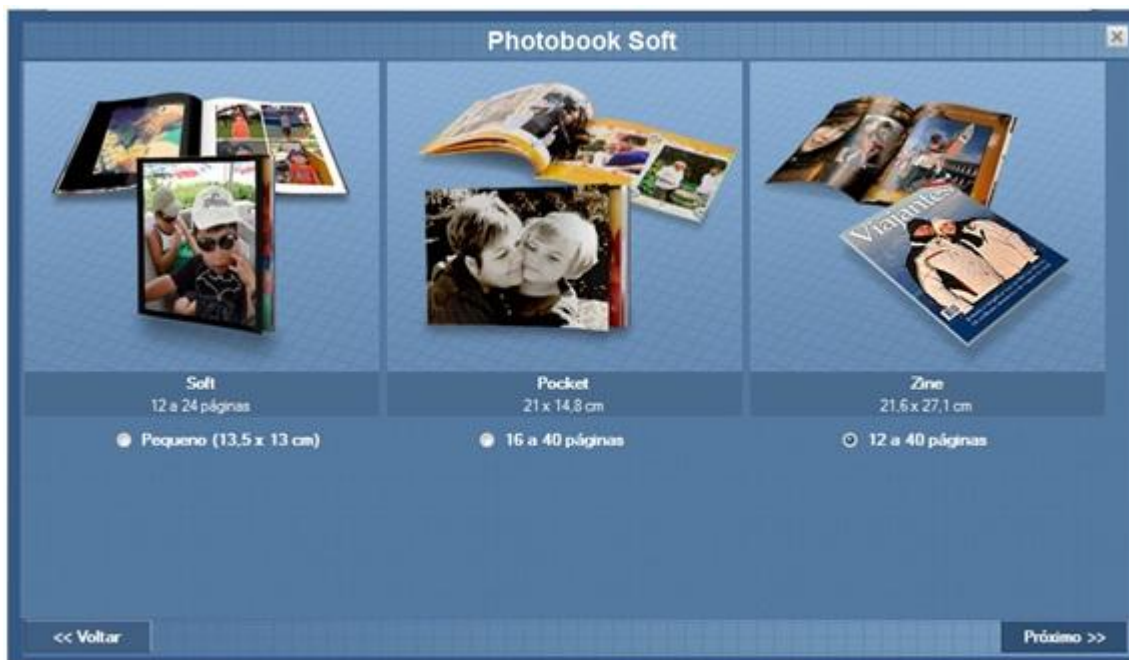 Photobook Soft
Viajantes
Soft
12 a 24 páginas
Pequeno (13,5 x 13 cm)
Pocket
21 x 14,8 cm
16 a 40 páginas
Zine
21,6 x 27,1 cm
12 a 40 páginas
<< Voltar
Próximo >>